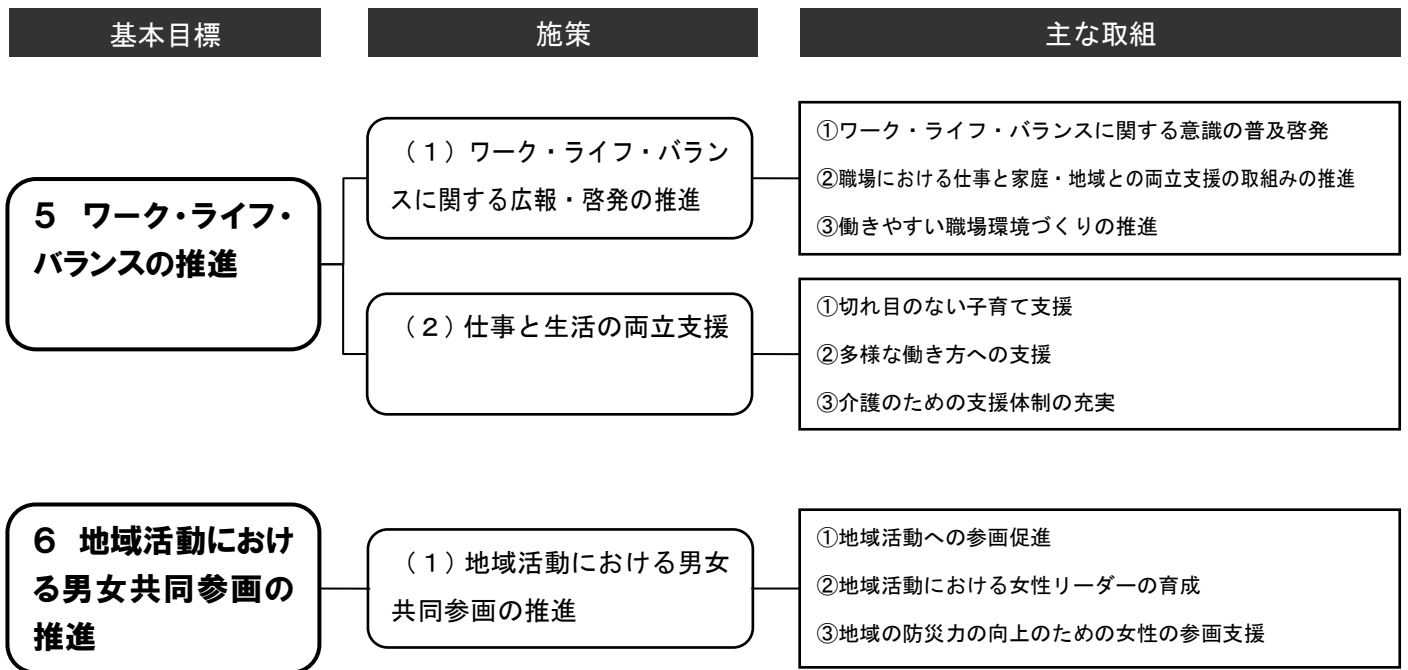 基本目標
施策
主な取組
５ ワーク・ライフ・
バランスの推進
（１）ワーク・ライフ・バラン
スに関する広報・啓発の推進
①ワーク・ライフ・バランスに関する意識の普及啓発
②職場における仕事と家庭・地域との両立支援の取組みの推進
③働きやすい職場環境づくりの推進
（２）仕事と生活の両立支援
①切れ目のない子育て支援
②多様な働き方への支援
③介護のための支援体制の充実
６ 地域活動におけ
る男女共同参画の
推進
（１）地域活動における男女
共同参画の推進
①地域活動への参画促進
②地域活動における女性リーダーの育成
③地域の防災力の向上のための女性の参画支援